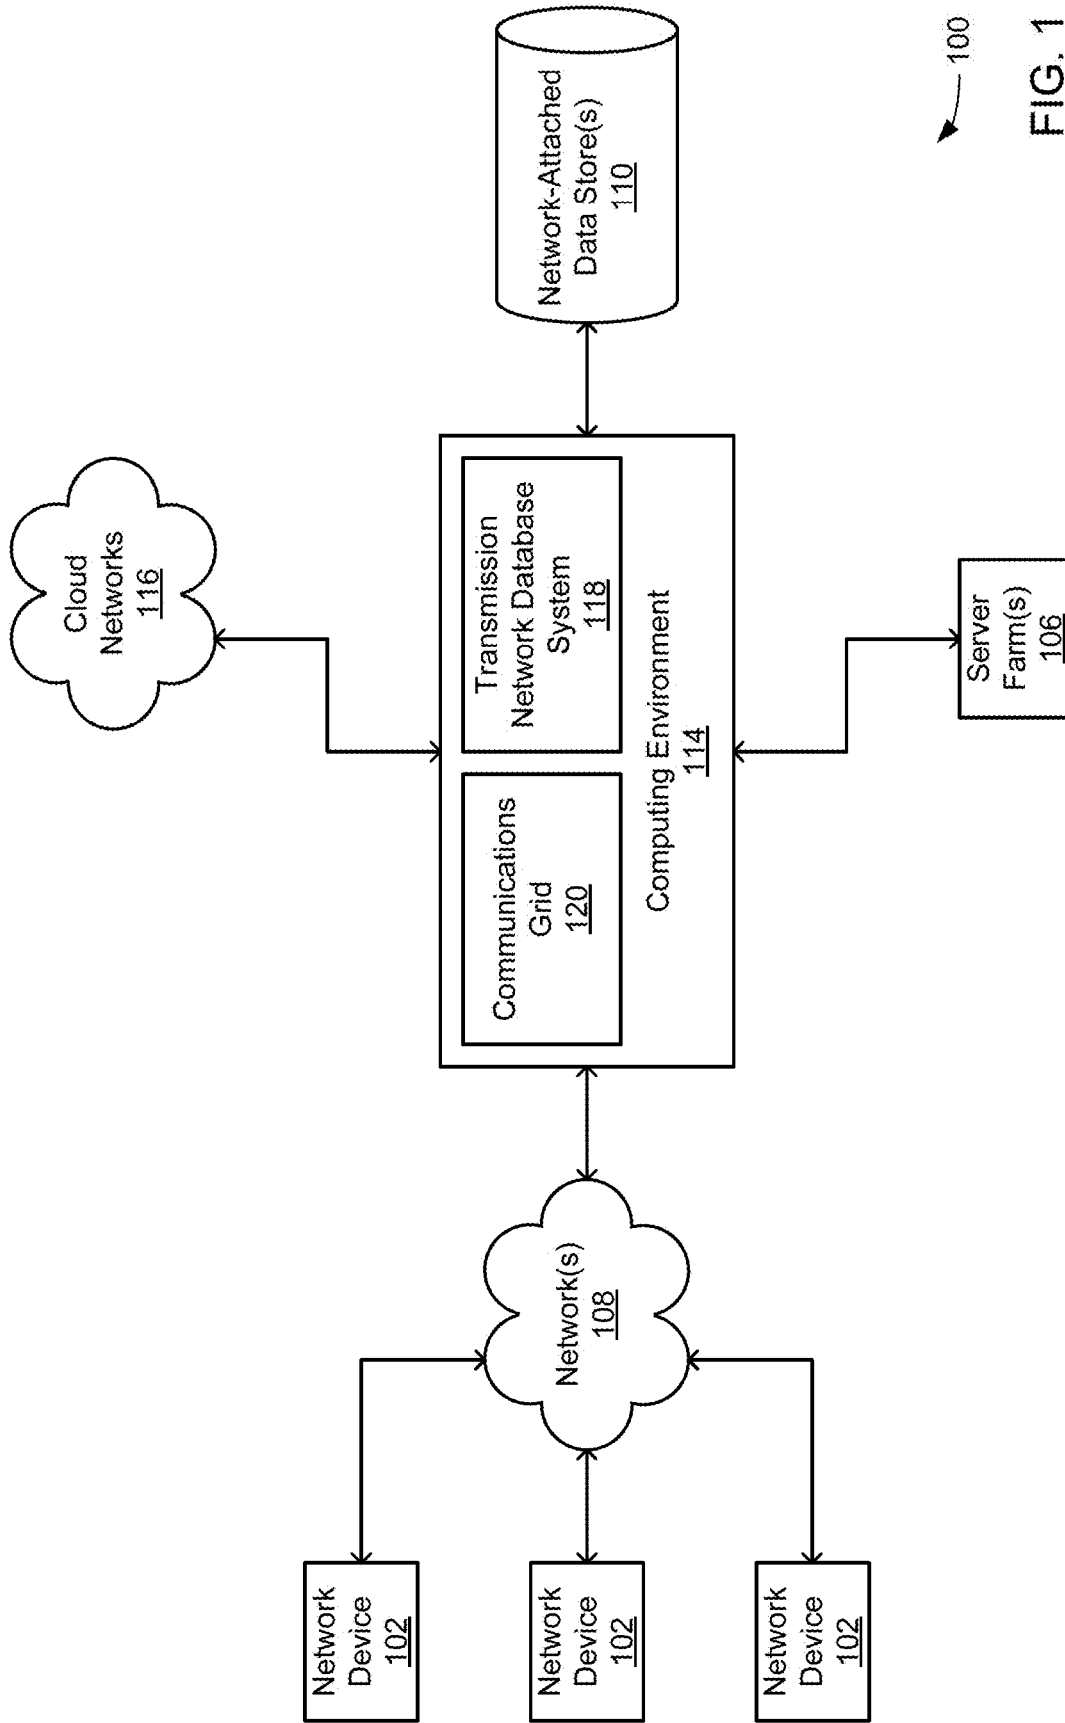 Cloud
Networks
116
Network
Device
102
Network
Device
102
Network
Device
102
Network(s)
108
Communications
Grid
120
Transmission
Network Database
System
118
Computing Environment
114
Network-Attached
Data Store(s)
110
Server
Farm(s)
106
100
FIG. 1